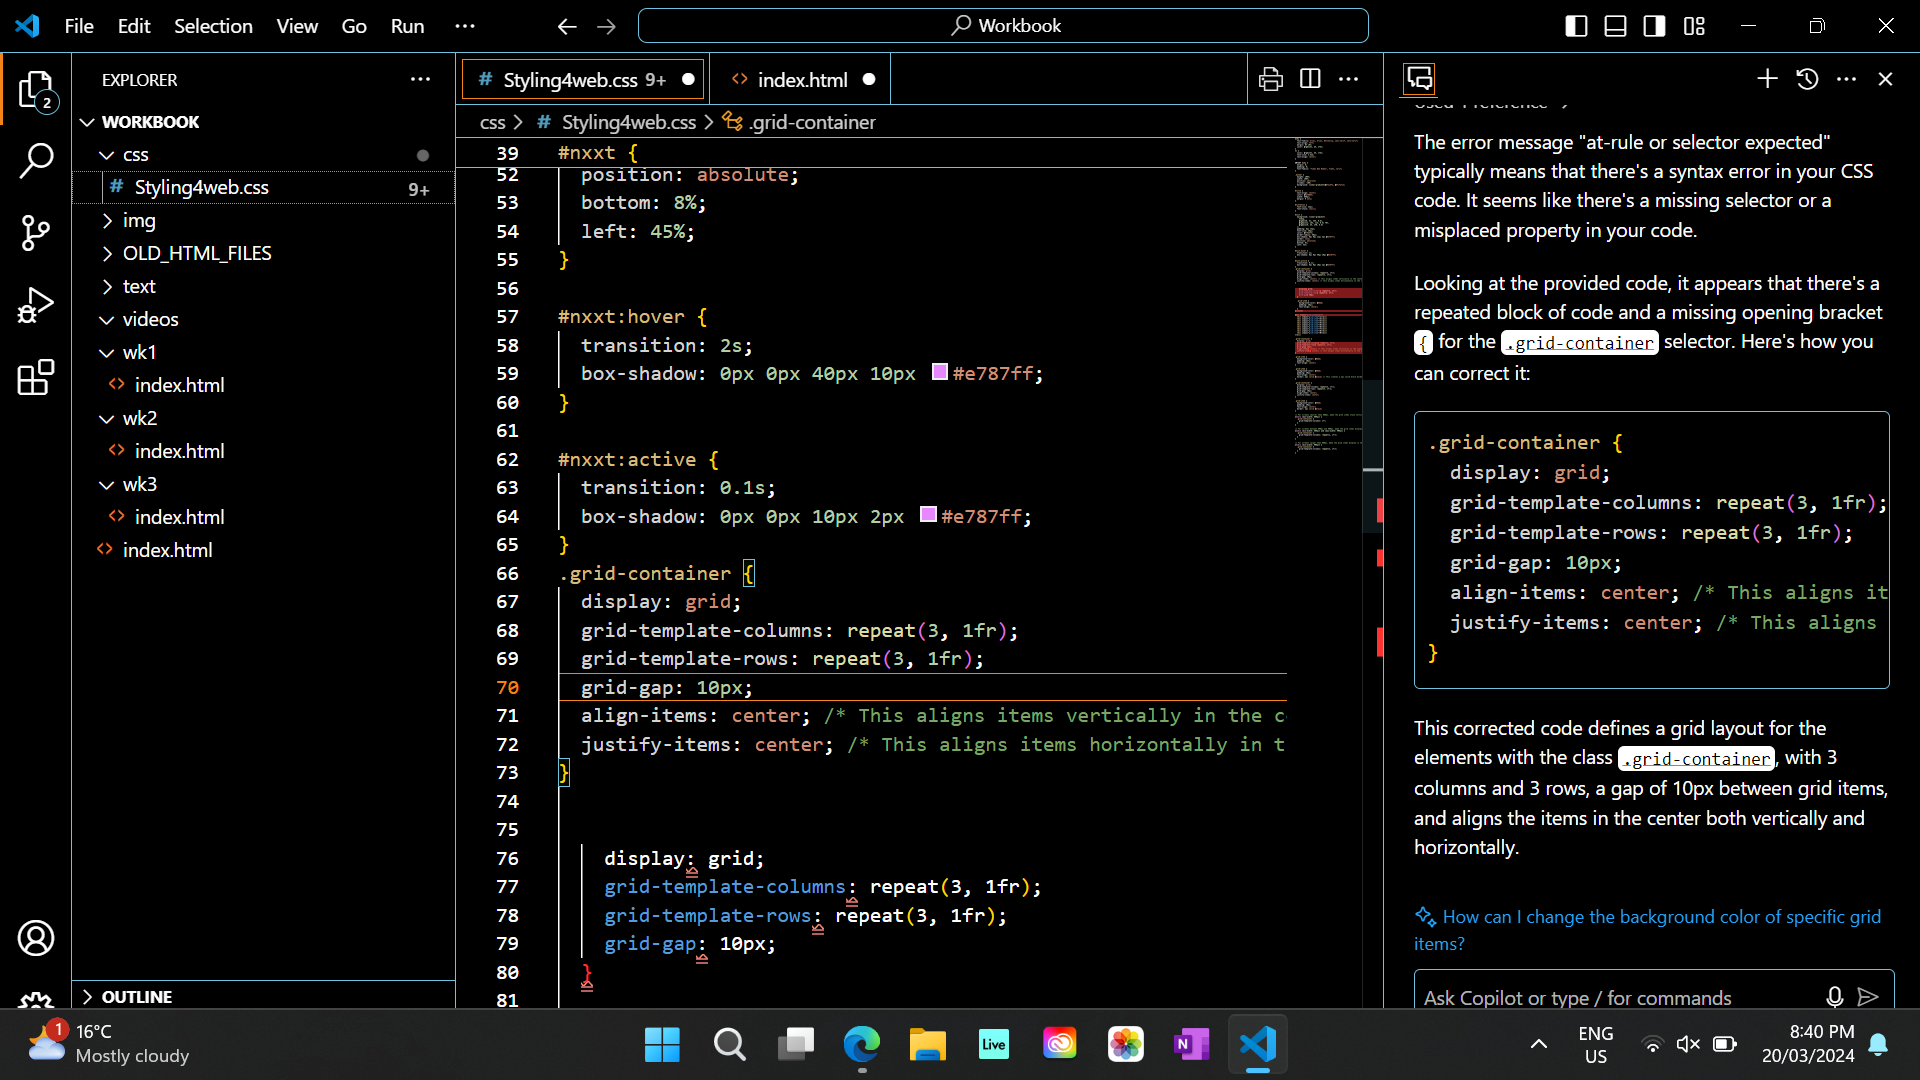 File Edit Selection View Go Run ···
Workbook
EXPLORER
WORKBOOK
css
# Styling4web.css 9+
img
OLD_HTML_FILES
text
videos
wk1
<> index.html
wk2
<> index.html
wk3
<> index.html
<> index.html
OUTLINE
2
# Styling4web.css 9+
<> index.html
css > # Styling4web.css > .grid-container
39 #nxxt {
52 position: absolute;
53 bottom: 8%;
54 left: 45%;
55 }
56
57 #nxxt:hover {
58 transition: 2s;
59 box-shadow: 0px 0px 40px 10px #e787ff;
60 }
61
62 #nxxt:active {
63 transition: 0.1s;
64 box-shadow: 0px 0px 10px 2px #e787ff;
65 }
66 .grid-container {
67 display: grid;
68 grid-template-columns: repeat(3, 1fr);
69 grid-template-rows: repeat(3, 1fr);
70 grid-gap: 10px;
71 align-items: center; /* This aligns items vertically in the c
72 justify-items: center; /* This aligns items horizontally in t
73 }
74
75
76 display: grid;
77 grid-template-columns: repeat(3, 1fr);
78 grid-template-rows: repeat(3, 1fr);
79 grid-gap: 10px;
80 }
81
The error message "at-rule or selector expected"
typically means that there's a syntax error in your CSS
code. It seems like there's a missing selector or a
misplaced property in your code.
Looking at the provided code, it appears that there's a
repeated block of code and a missing opening bracket
{ for the .grid-container selector. Here's how you
can correct it:
.grid-container {
display: grid;
grid-template-columns: repeat(3, 1fr);
grid-template-rows: repeat(3, 1fr);
grid-gap: 10px;
align-items: center; /* This aligns it
justify-items: center; /* This aligns
}
This corrected code defines a grid layout for the
elements with the class .grid-container, with 3
columns and 3 rows, a gap of 10px between grid items,
and aligns the items in the center both vertically and
horizontally.
How can I change the background color of specific grid
items?
Ask Copilot or type / for commands
1
16°C
Mostly cloudy
Live
N
ENG
US
8:40 PM
20/03/2024